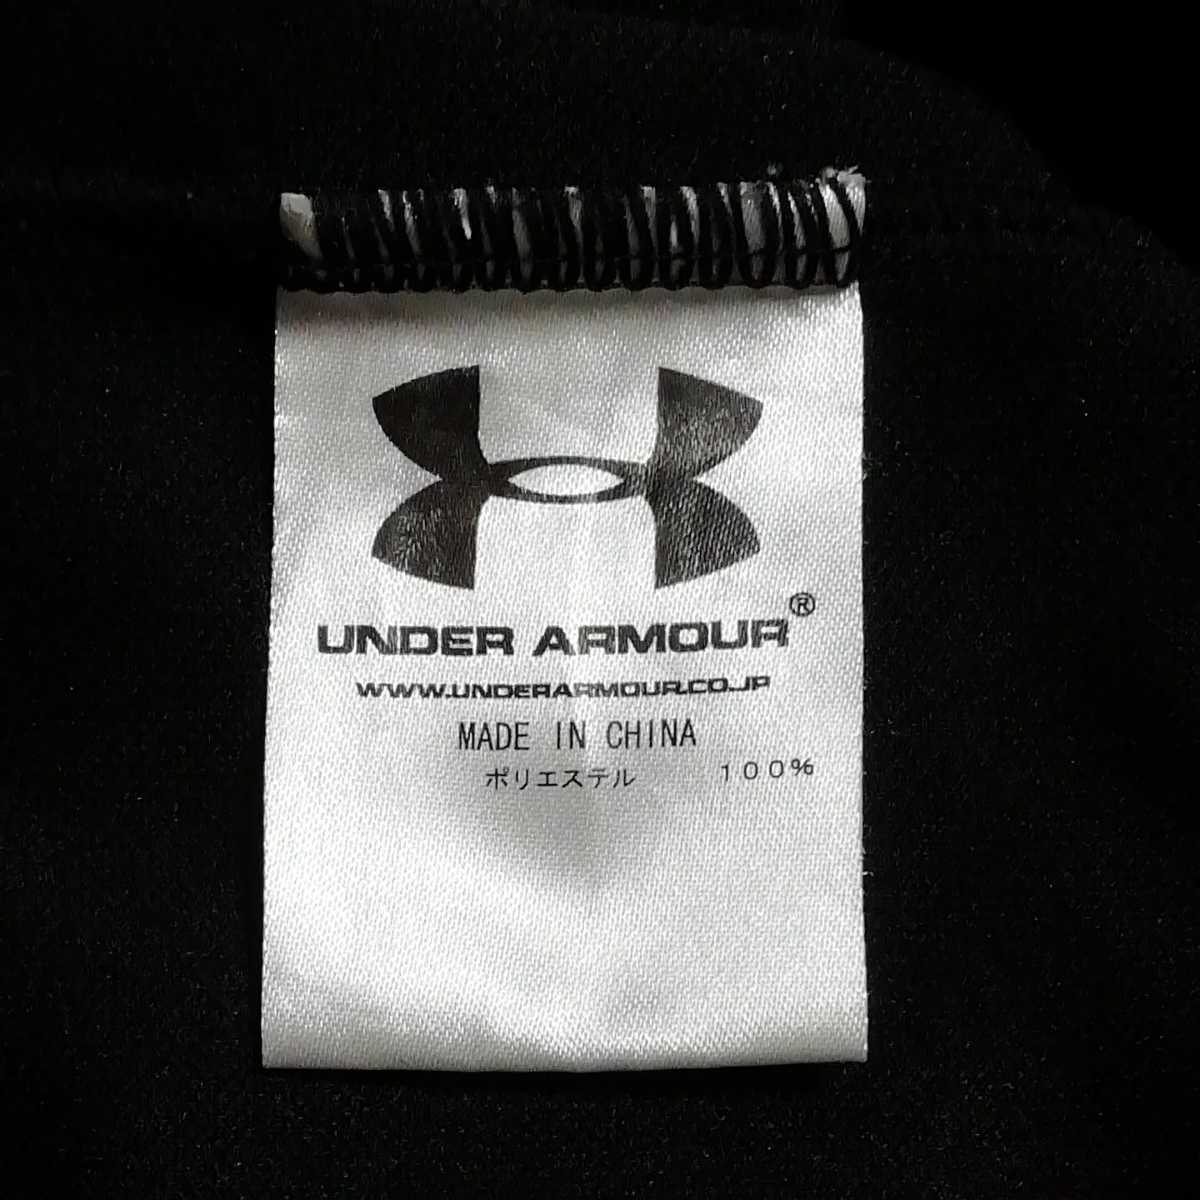 UNDER ARMOUR®
WWW.UNDERARMOUR.CO.JP
MADE IN CHINA
ポリエステル 100%